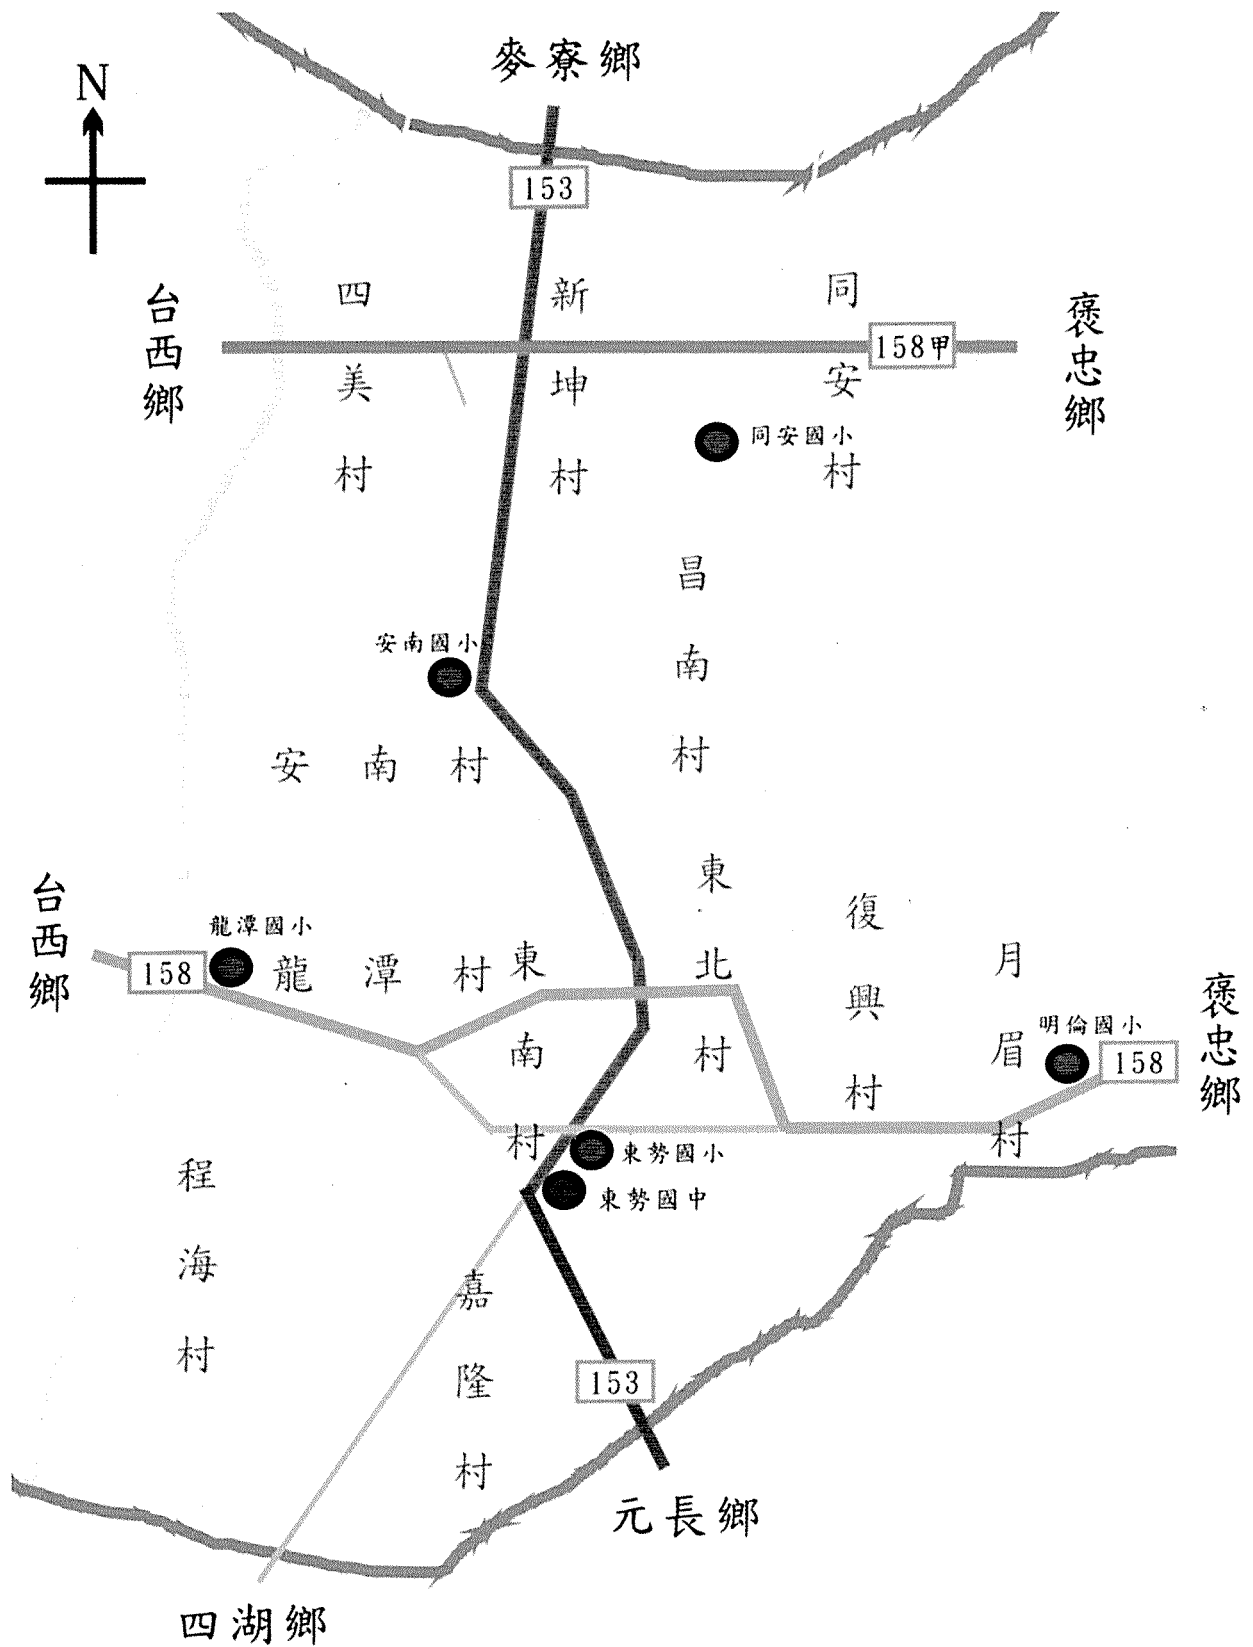 麥寮鄉
N
153
台西鄉
四美村
新坤村
同安村
158甲
褒忠鄉
同安國小
昌南村
安南國小
安南村
台西鄉
158
龍潭國小
龍潭村
東南村
東北村
復興村
月眉村
明倫國小
158
褒忠鄉
東勢國小
東勢國中
程海村
嘉隆村
153
元長鄉
四湖鄉